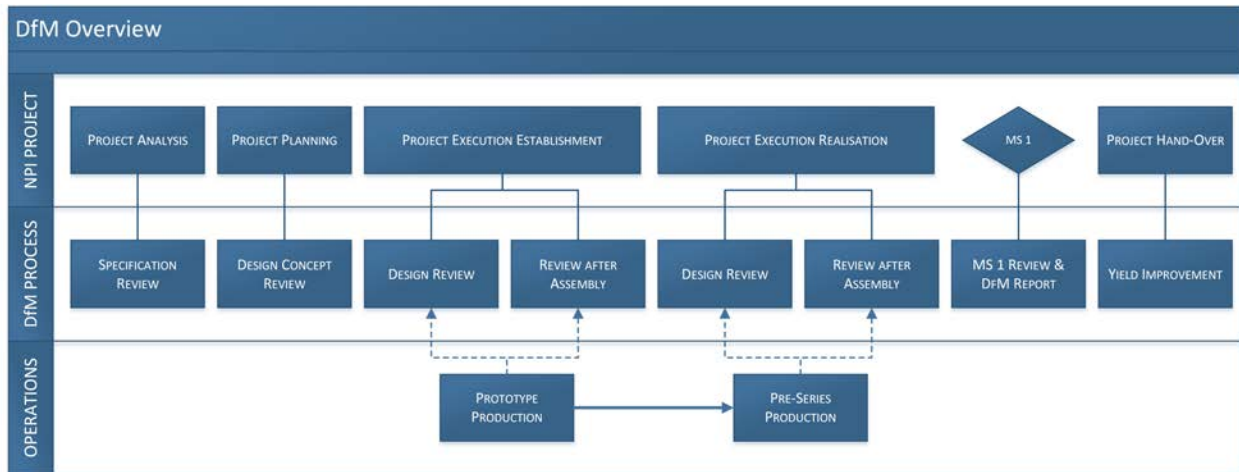 DfM Overview
NPI PROJECT
PROJECT ANALYSIS
PROJECT PLANNING
PROJECT EXECUTION ESTABLISHMENT
PROJECT EXECUTION REALISATION
MS 1
PROJECT HAND-OVER
DfM PROCESS
SPECIFICATION
REVIEW
DESIGN CONCEPT
REVIEW
DESIGN REVIEW
REVIEW AFTER
ASSEMBLY
DESIGN REVIEW
REVIEW AFTER
ASSEMBLY
MS 1 REVIEW &
DFM REPORT
YIELD IMPROVEMENT
OPERATIONS
PROTOTYPE
PRODUCTION
PRE-SERIES
PRODUCTION